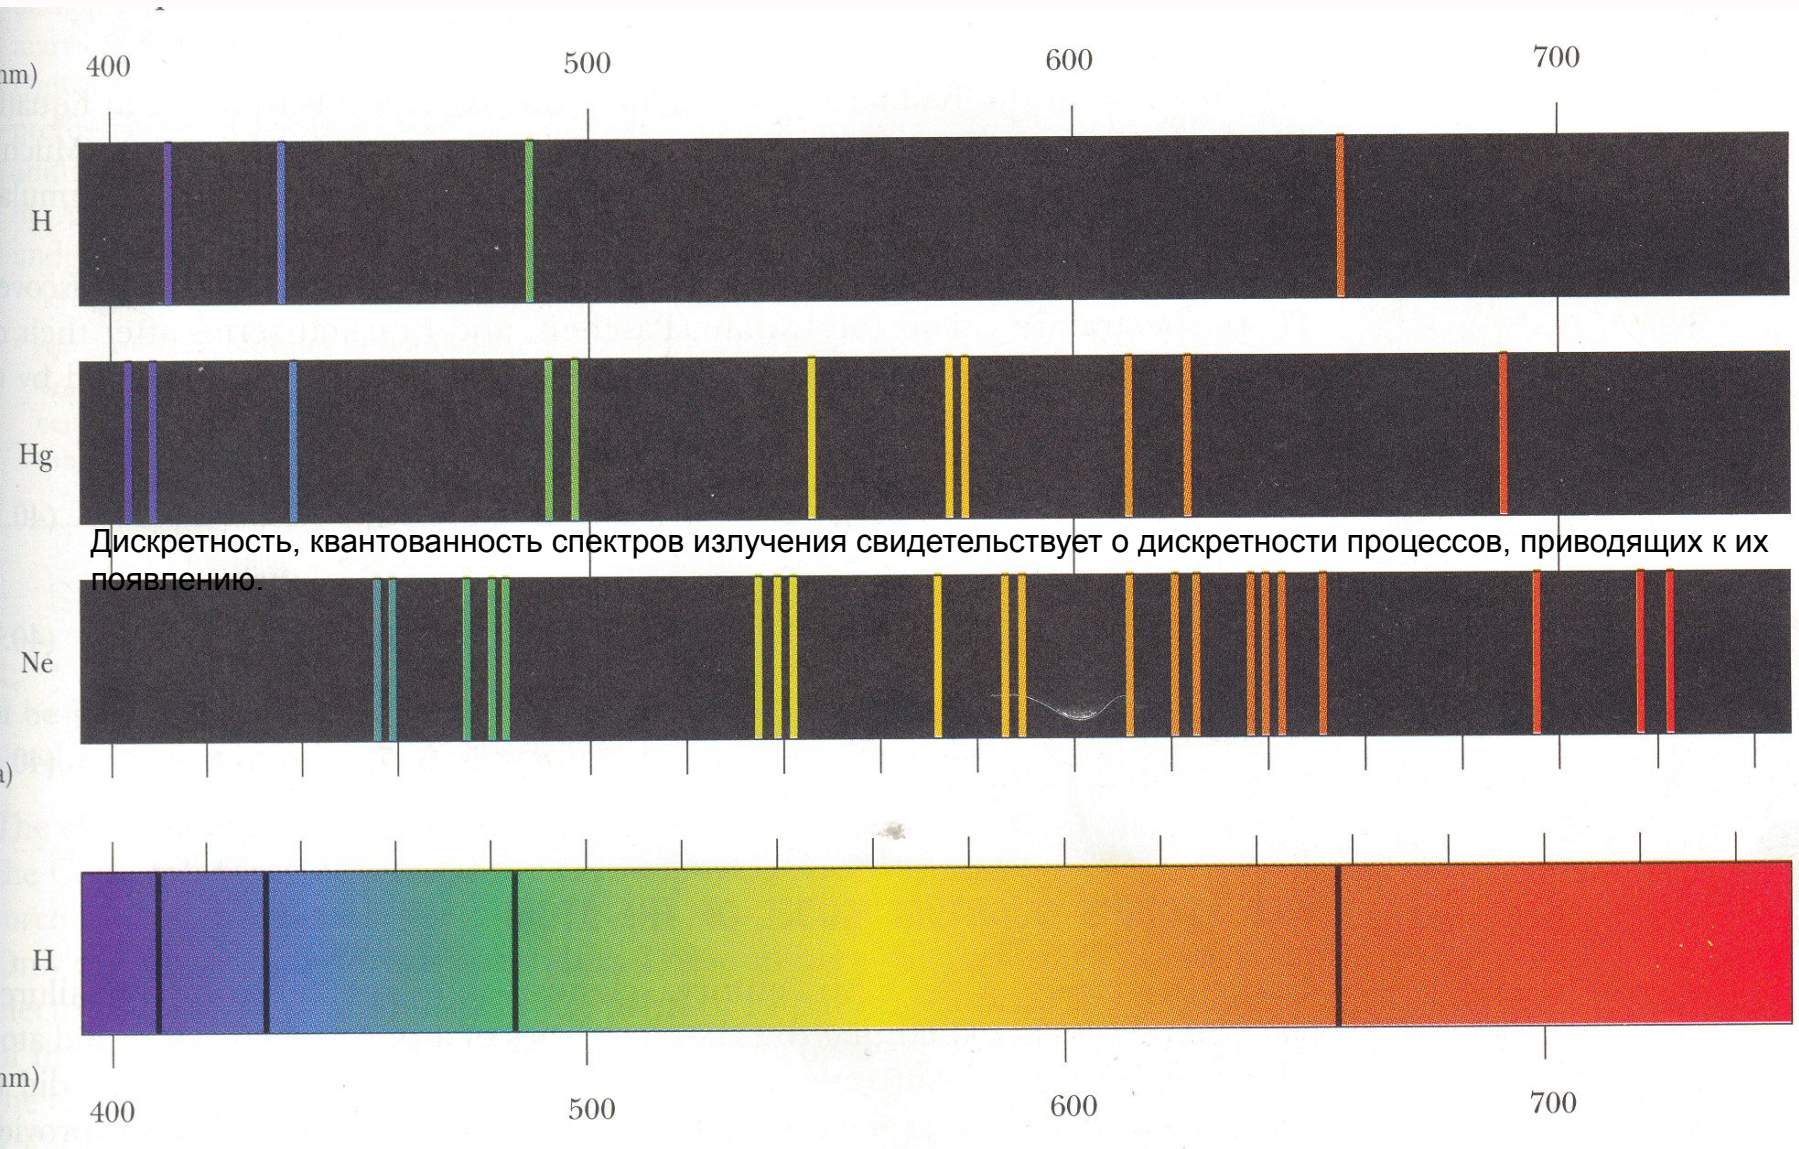 400 500 600 700
nm)
H
Hg
Дискретность, квантованность спектров излучения свидетельствует о дискретности процессов, приводящих к их
появлению.
Ne
a)
H
nm)
400 500 600 700